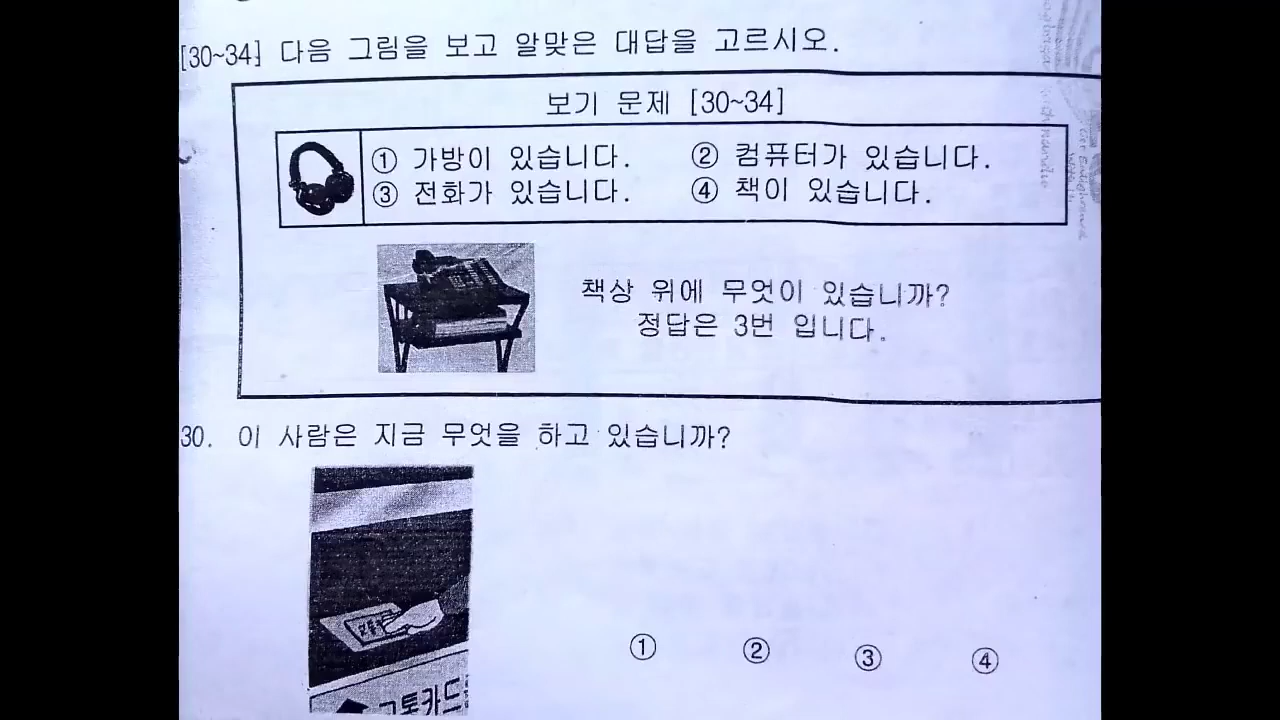 [30~34] 다음 그림을 보고 알맞은 대답을 고르시오.
보기 문제 [30~34]
① 가방이 있습니다. ② 컴퓨터가 있습니다.
③ 전화가 있습니다. ④ 책이 있습니다.
책상 위에 무엇이 있습니까?
정답은 3번 입니다.
30. 이 사람은 지금 무엇을 하고 있습니까?
① ② ③ ④